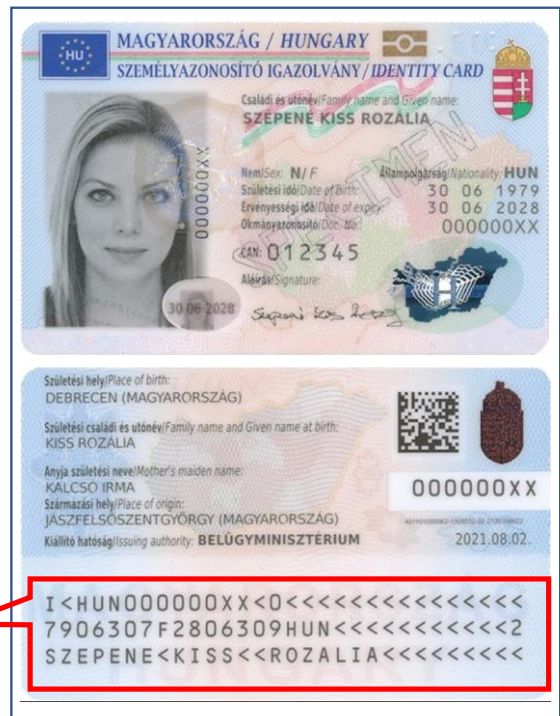 HU
MAGYARORSZÁG / HUNGARY
SZEMÉLYAZONOSÍTÓ IGAZOLVÁNY / IDENTITY CARD
Családi és utónév/Family name and Given name:
SZÉPENÉ KISS ROZÁLIA
Nem/Sex: N/F Állampolgárság/Nationality: HUN
Születési idő/Date of Birth: 30 06 1979
Érvényességi idő/Date of expiry: 30 06 2028
Okmányazonosító/Doc. No.: 000000XX
CAN: 012345
Aláírás/Signature:
000000XX
30 06 2028
SPECIMEN
Születési hely/Place of birth:
DEBRECEN (MAGYARORSZÁG)
Születési családi és utónév/Family name and Given name at birth:
KISS ROZÁLIA
Anyja születési neve/Mother's maiden name:
KALCSÓ IRMA
000000XX
Származási hely/Place of origin:
JÁSZFELSŐSZENTGYÖRGY (MAGYARORSZÁG)
Kiállító hatóság/Issuing authority: BELÜGYMINISZTÉRIUM 2021.08.02.
I<HUN000000XX<0<<<<<<<<<<<<<<<
7906307F2806309HUN<<<<<<<<<<<2
SZEPENE<KISS<<ROZALIA<<<<<<<<<